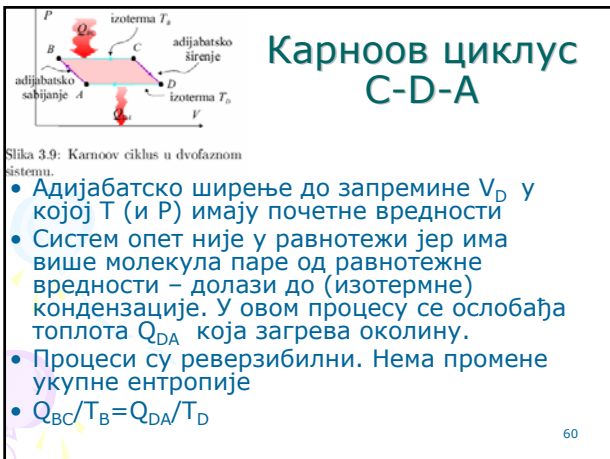 P
izoterma T_B
B
C
adijabatsko
širenje
adijabatsko
sabijanje
A
D
izoterma T_D
V
Slika 3.9: Karnoov ciklus u dvofaznom
sistemu.
Карноов циклус
C-D-A
• Адијабатско ширење до запремине V_D у
којој Т (и Р) имају почетне вредности
• Систем опет није у равнотежи јер има
више молекула паре од равнотежне
вредности – долази до (изотермне)
кондензације. У овом процесу се ослобађа
топлота Q_DA која загрева околину.
• Процеси су реверзибилни. Нема промене
укупне ентропије
• Q_BC/T_B=Q_DA/T_D
60